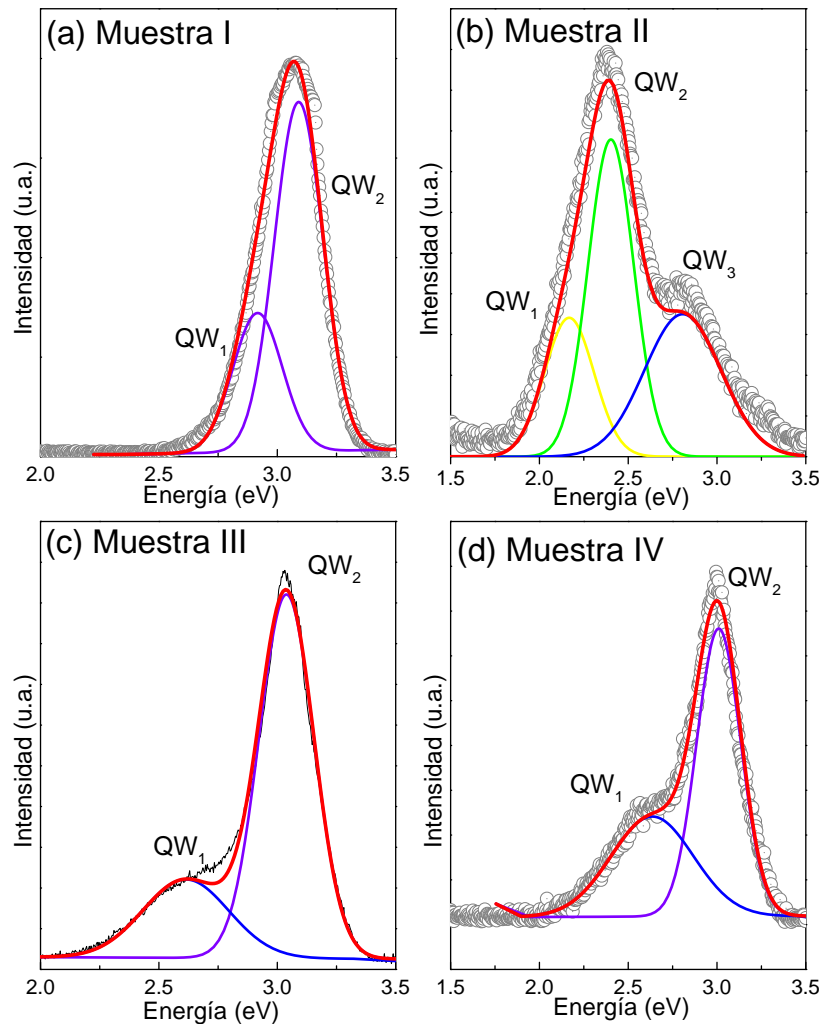 (a) Muestra I
QW₂
QW₁
Intensidad (u.a.)
2.0 2.5 3.0 3.5
Energía (eV)
(b) Muestra II
QW₂
QW₃
QW₁
Intensidad (u.a.)
1.5 2.0 2.5 3.0 3.5
Energía (eV)
(c) Muestra III
QW₂
QW₁
Intensidad (u.a.)
2.0 2.5 3.0 3.5
Energía (eV)
(d) Muestra IV
QW₂
QW₁
Intensidad (u.a.)
1.5 2.0 2.5 3.0 3.5
Energía (eV)